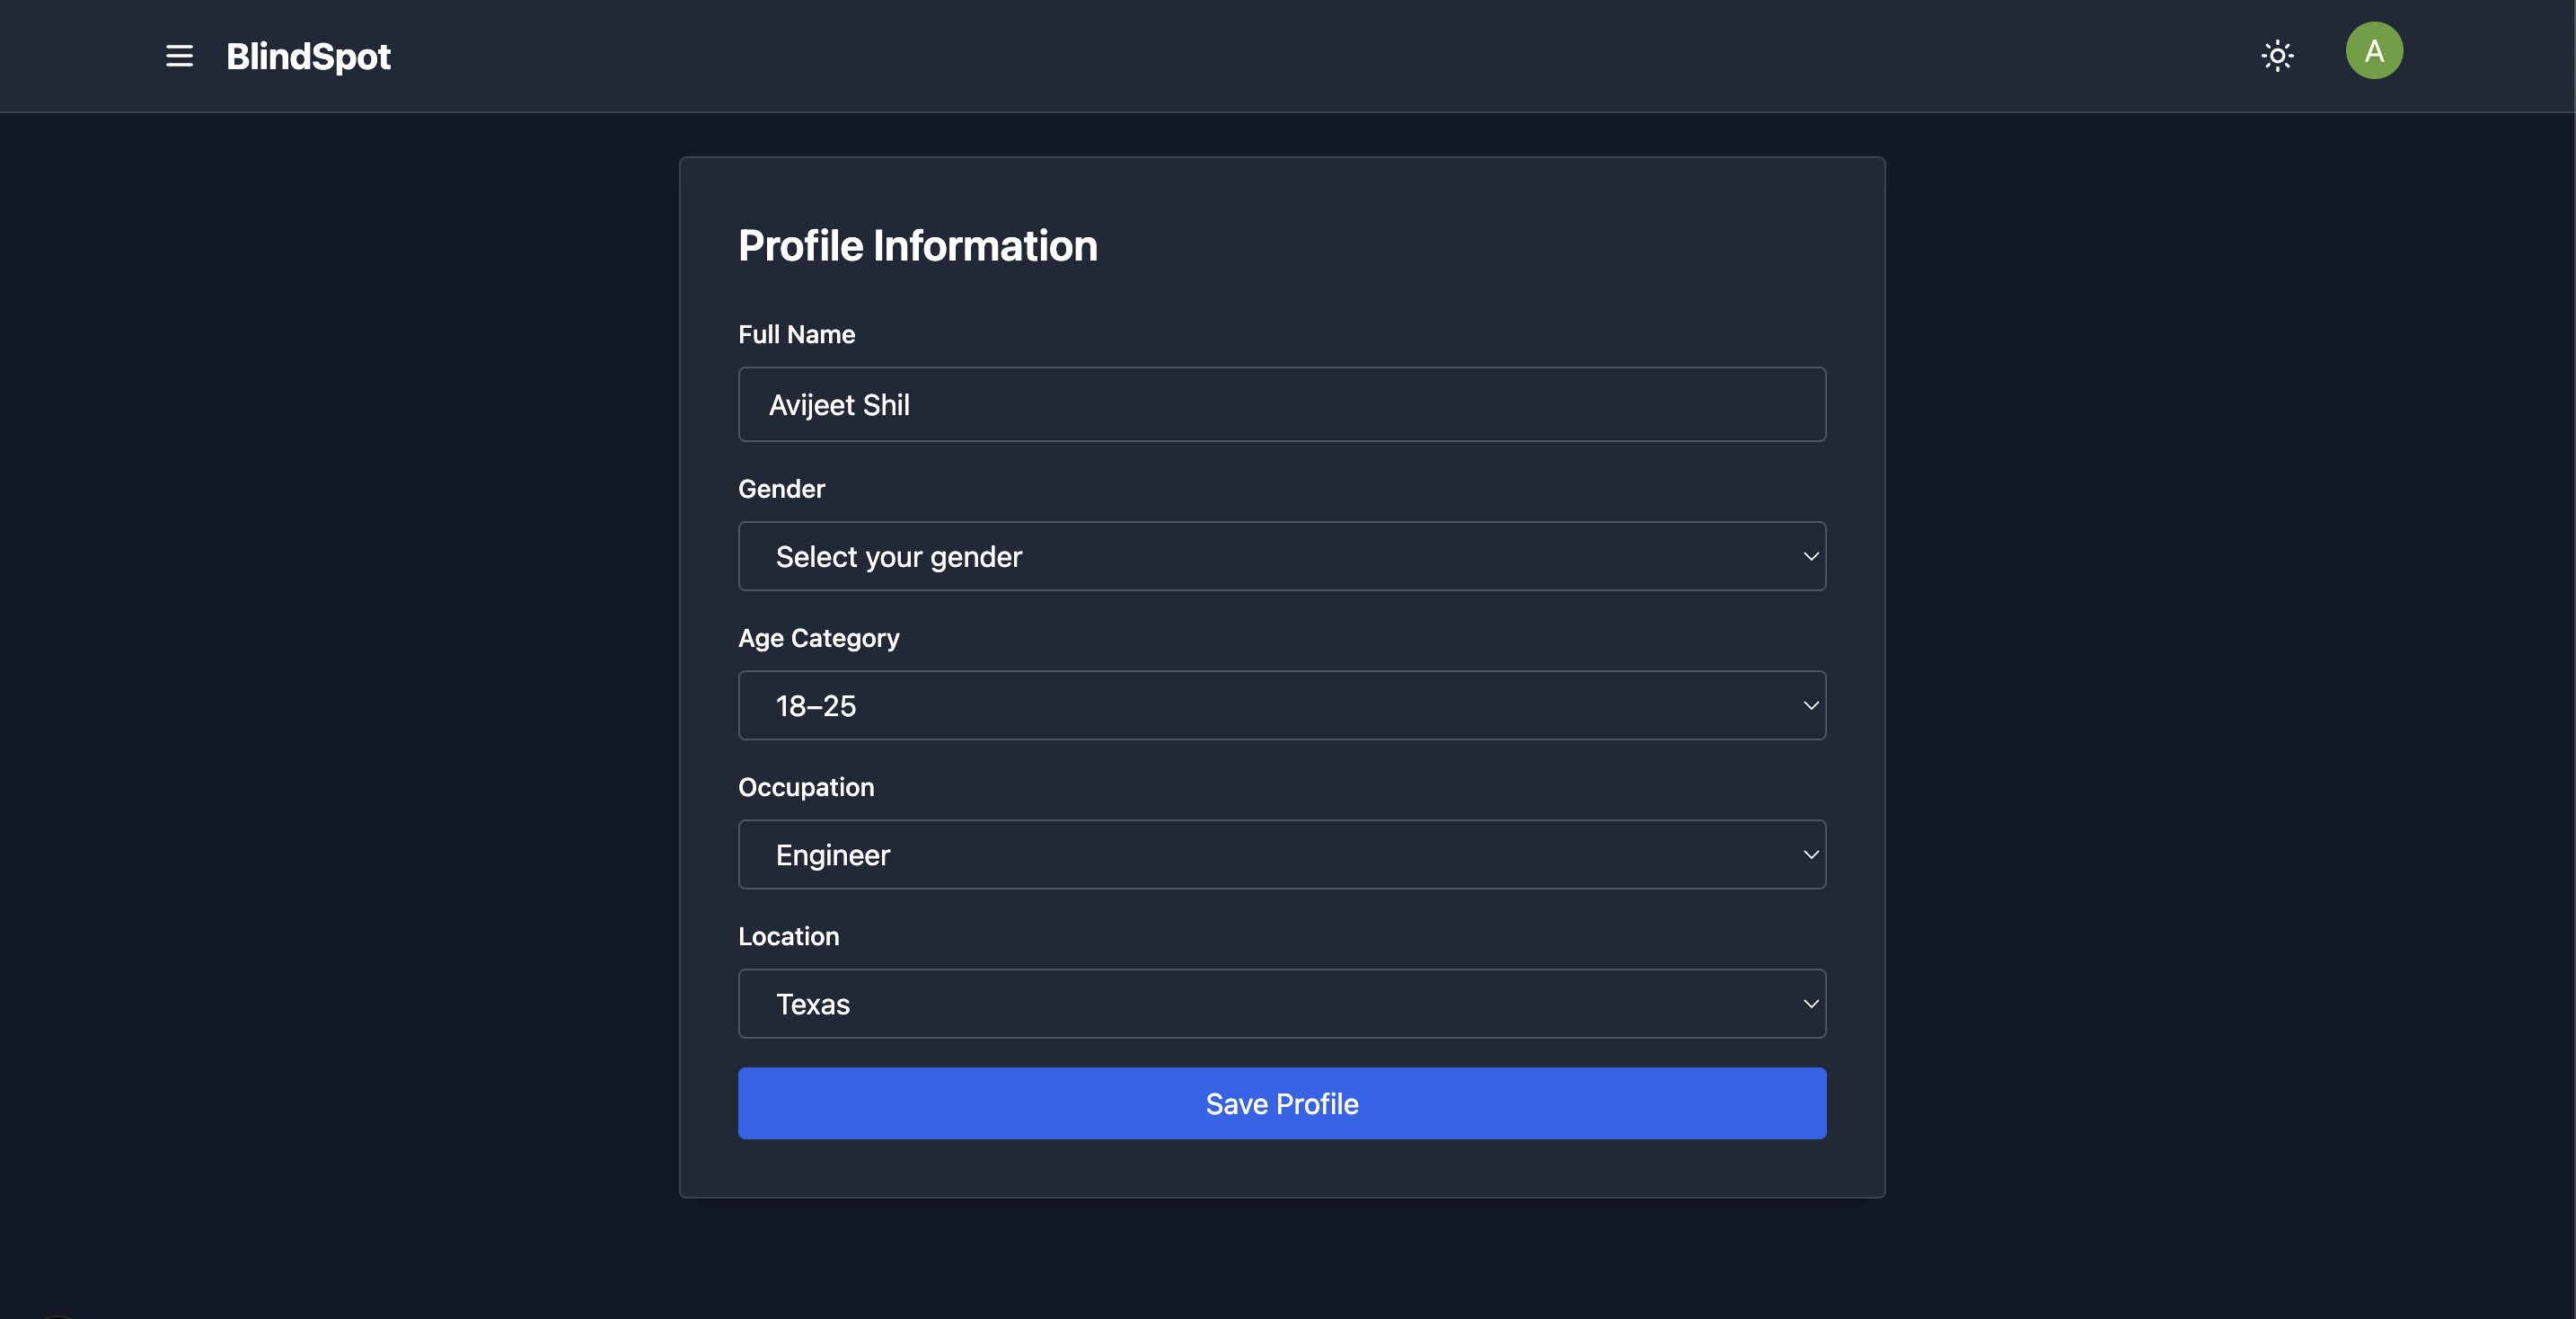 BlindSpot
A
Profile Information
Full Name
Avijeet Shil
Gender
Select your gender
Age Category
18–25
Occupation
Engineer
Location
Texas
Save Profile